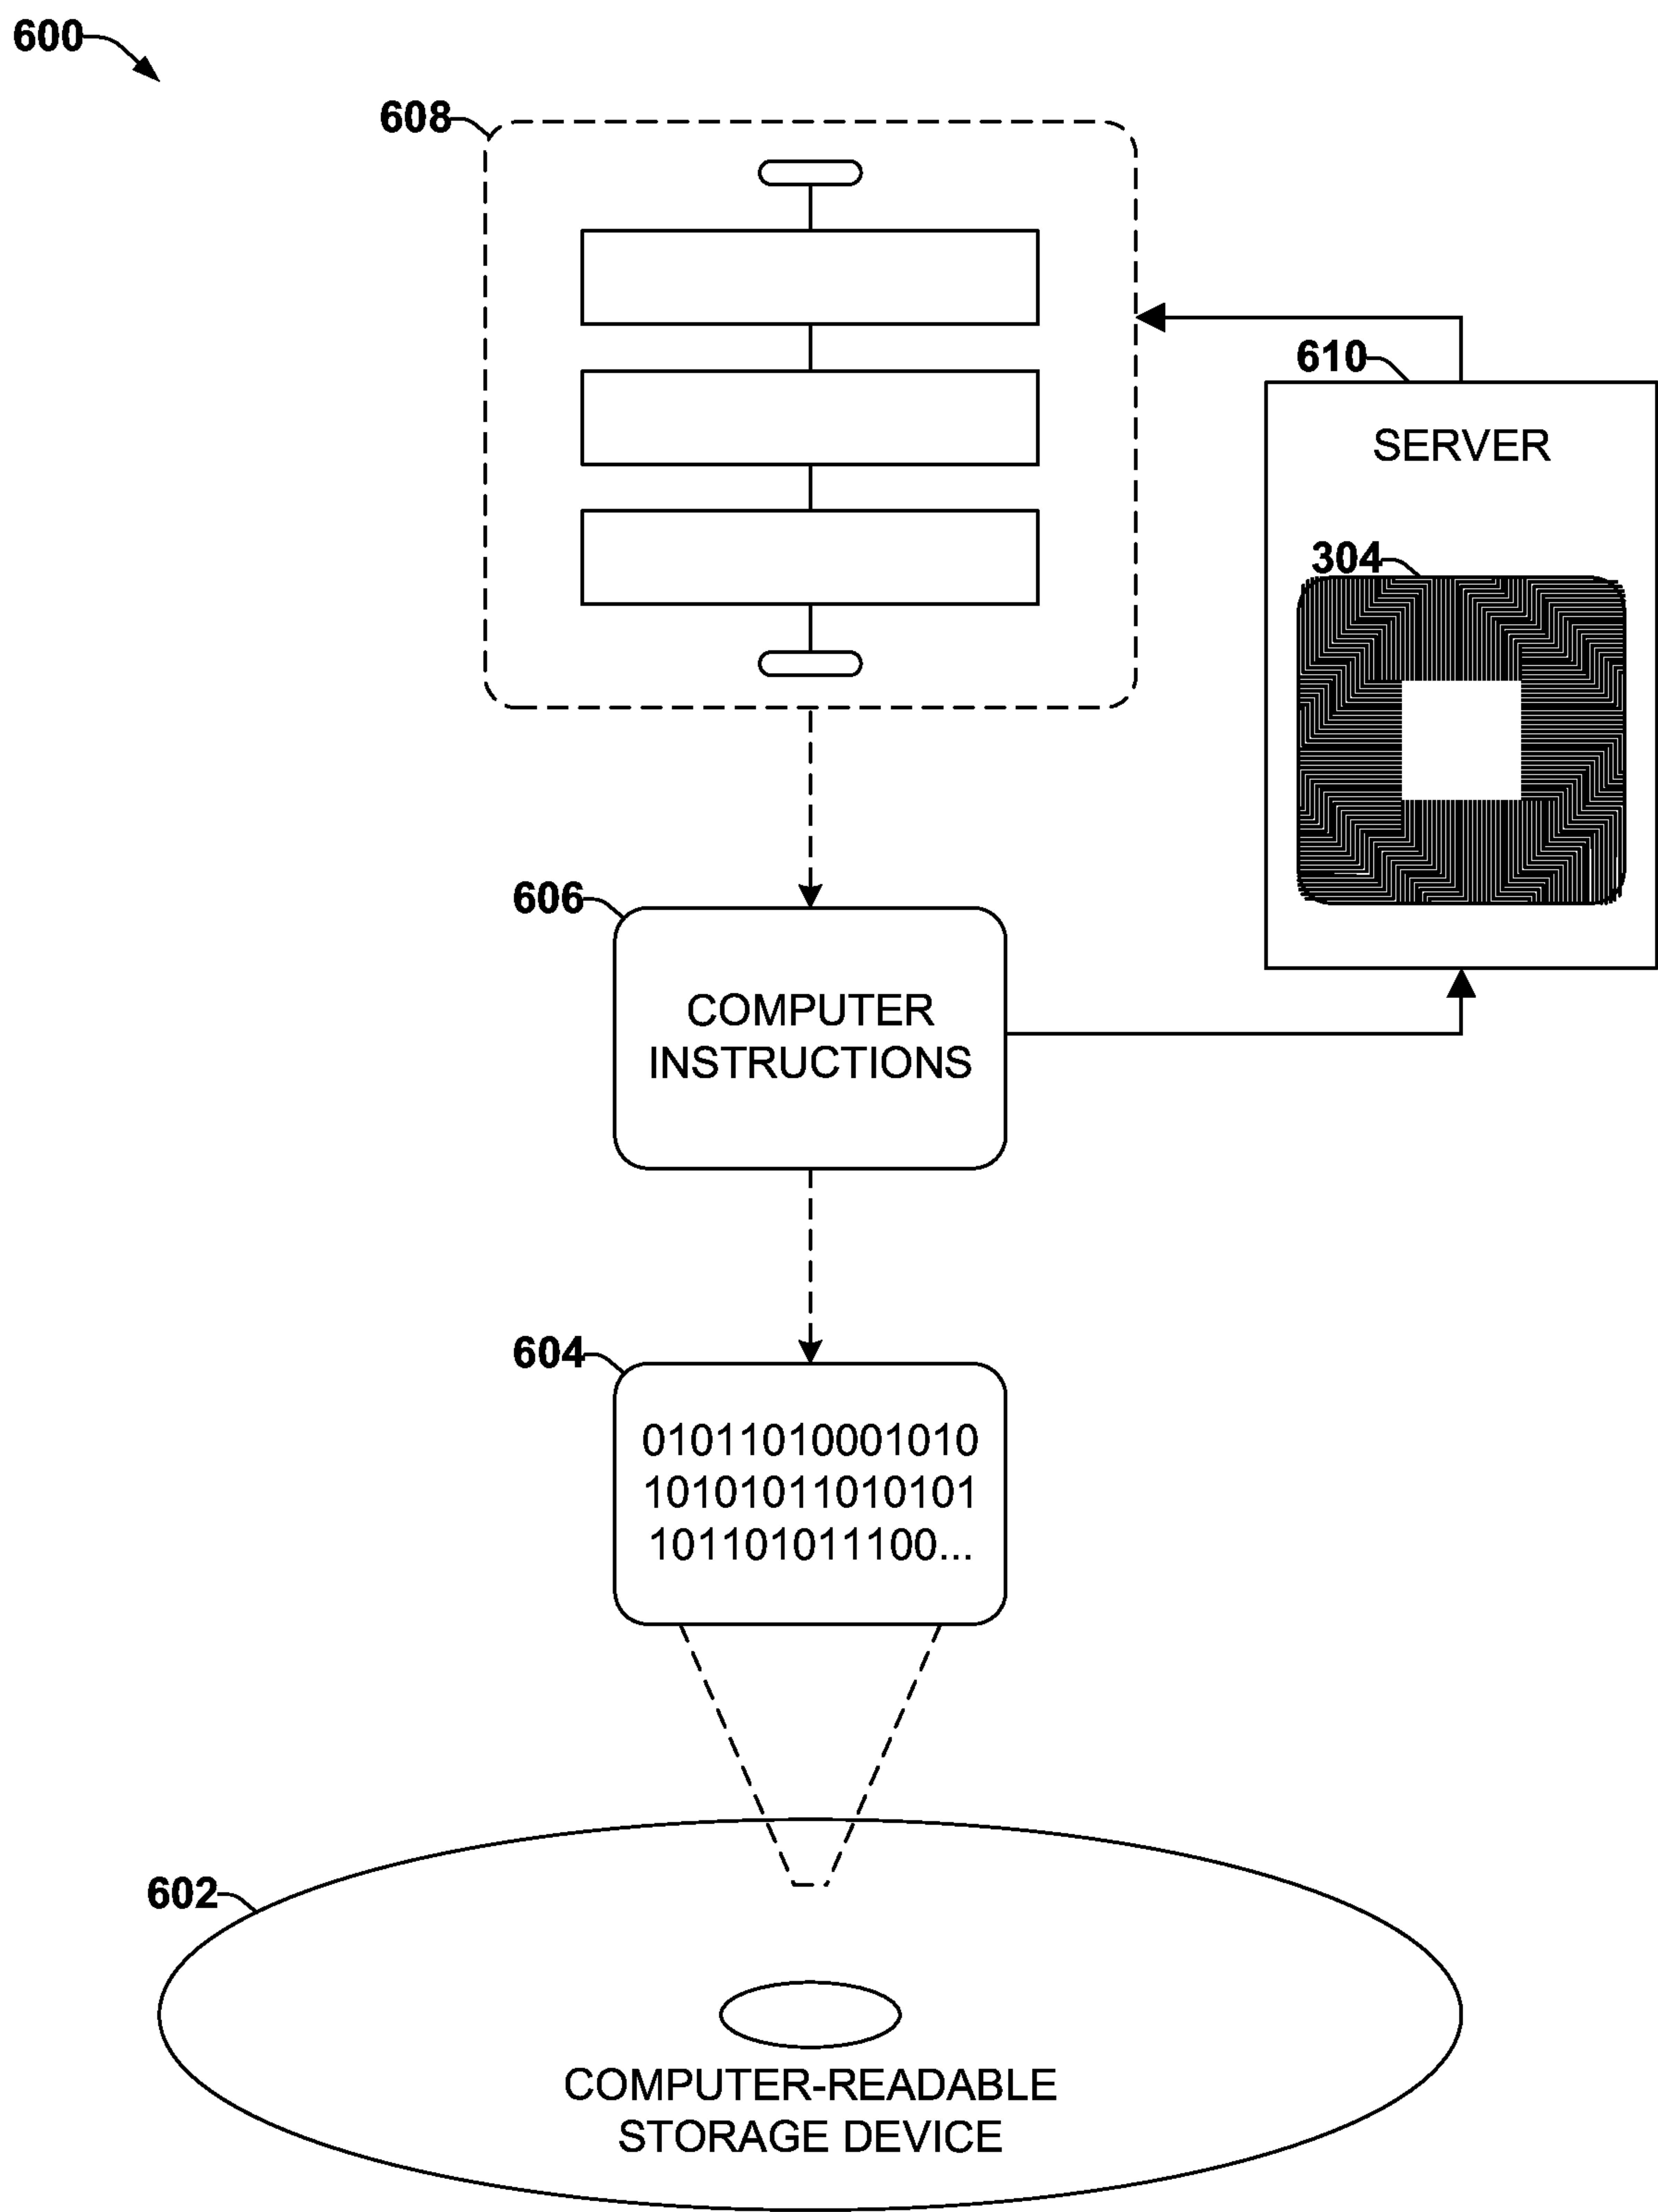 600
608
610
SERVER
304
606
COMPUTER
INSTRUCTIONS
604
01011010001010
10101011010101
101101011100...
602
COMPUTER-READABLE
STORAGE DEVICE